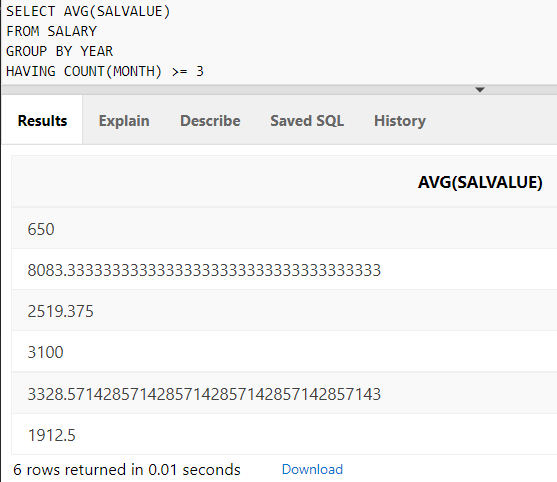 SELECT AVG(SALVALUE)
FROM SALARY
GROUP BY YEAR
HAVING COUNT(MONTH) >= 3
Results Explain Describe Saved SQL History
AVG(SALVALUE)
650
8083.33333333333333333333333333333333333
2519.375
3100
3328.57142857142857142857142857142857143
1912.5
6 rows returned in 0.01 seconds Download